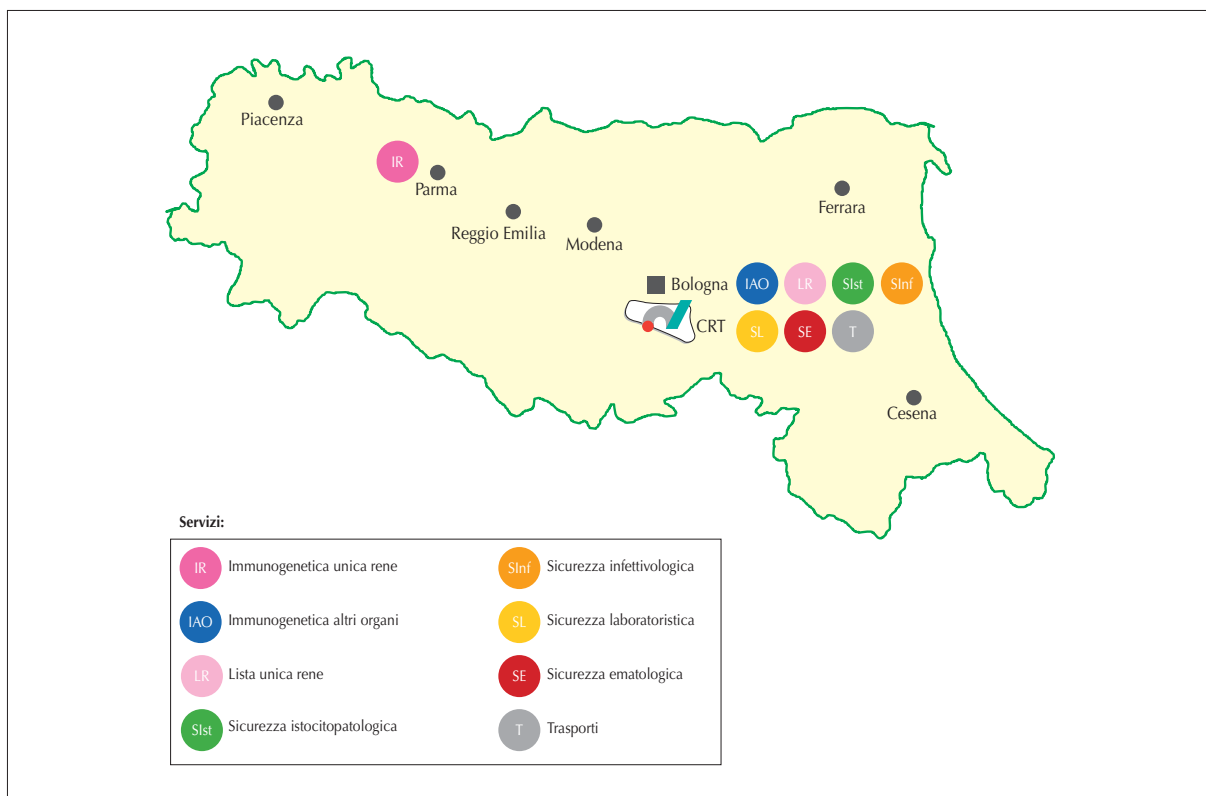 Piacenza
IR
Parma
Reggio Emilia
Modena
Ferrara
Bologna
IAO
LR
SIst
SInf
CRT
SL
SE
T
Cesena
Servizi:
IR Immunogenetica unica rene
IAO Immunogenetica altri organi
LR Lista unica rene
SIst Sicurezza istocitopatologica
SInf Sicurezza infettivologica
SL Sicurezza laboratoristica
SE Sicurezza ematologica
T Trasporti